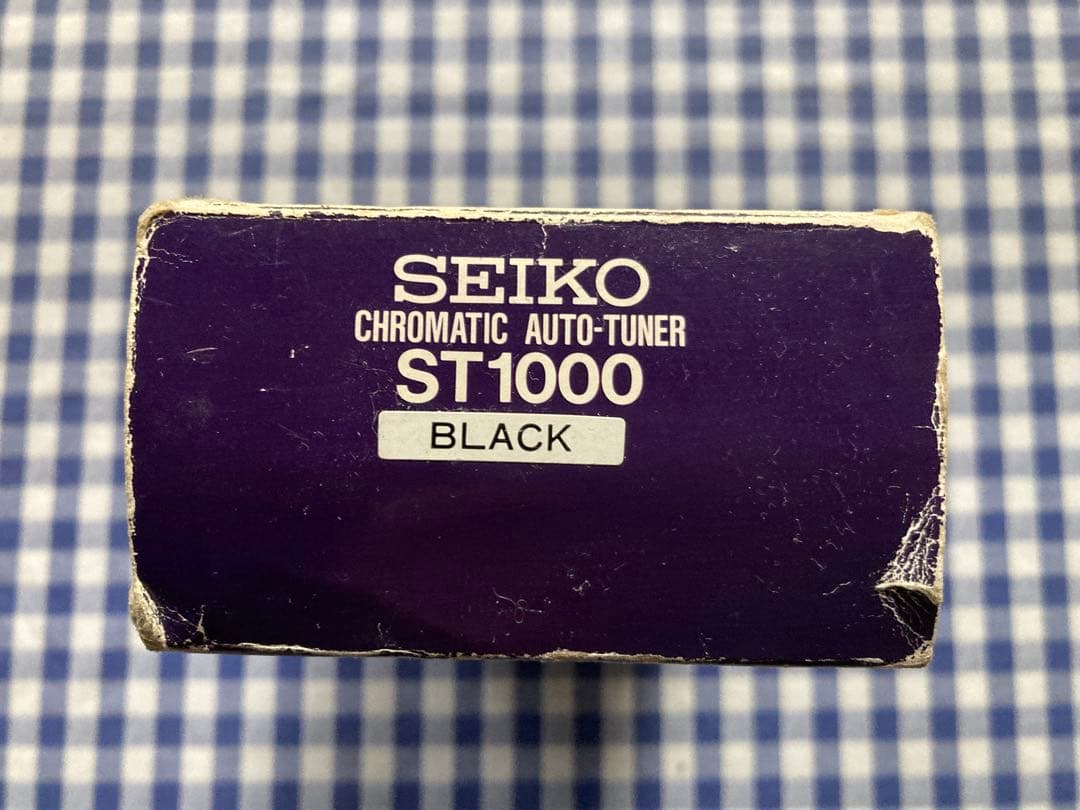 SEIKO
CHROMATIC AUTO-TUNER
ST1000
BLACK